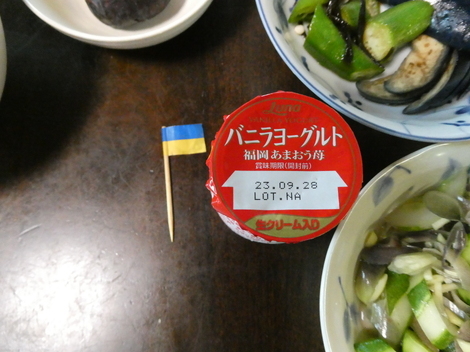 Luno
バニラヨーグルト
福岡あまおう苺
賞味期限(開封前)
23.09.28
LOT.NA
生クリーム入り